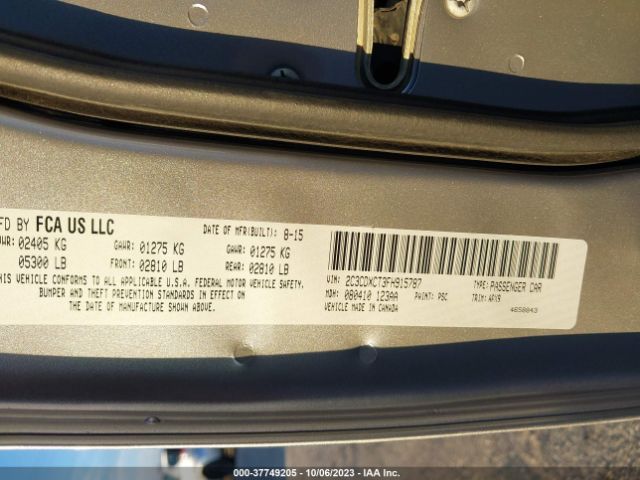 FD BY FCA US LLC
DATE OF MFR(BUILT): 8-15
WR: 02405 KG GAWR: 01275 KG GAWR: 01275 KG
05300 LB FRONT: 02810 LB REAR: 02810 LB
THIS VEHICLE CONFORMS TO ALL APPLICABLE U.S.A. FEDERAL MOTOR VEHICLE SAFETY,
BUMPER AND THEFT PREVENTION STANDARDS IN EFFECT ON
THE DATE OF MANUFACTURE SHOWN ABOVE.
VIN: 2C3CDXCT3FH915787 TYPE: PASSENGER CAR
MDH: 080410 123AA PAINT: PSC TRIM: APX9
VEHICLE MADE IN CANADA 4658043
000-37749205 - 10/06/2023 - IAA Inc.